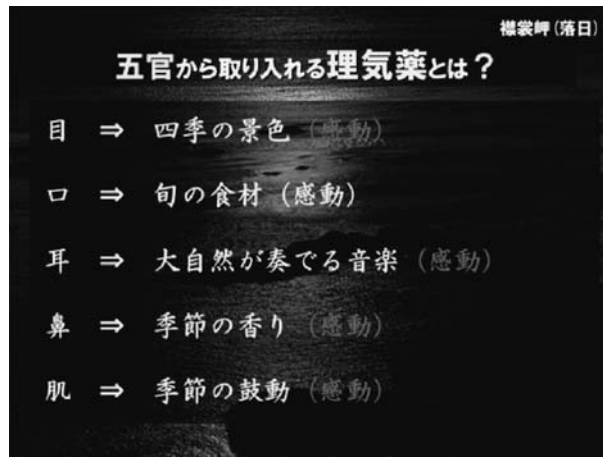 襟裳岬(落日)
五官から取り入れる理気薬とは？
目 ⇒ 四季の景色(感動)
口 ⇒ 旬の食材(感動)
耳 ⇒ 大自然が奏でる音楽(感動)
鼻 ⇒ 季節の香り(感動)
肌 ⇒ 季節の鼓動(感動)